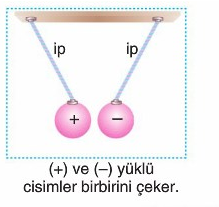 ip ip
+ –
(+) ve (–) yüklü
cisimler birbirini çeker.